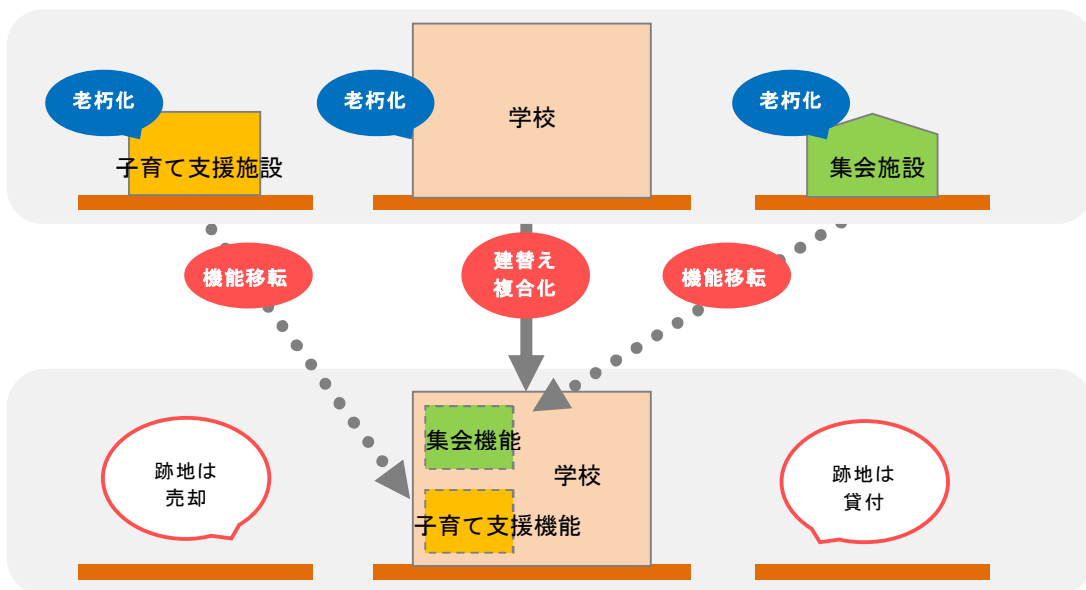 老朽化
老朽化
老朽化
学校
子育て支援施設
集会施設
機能移転
建替え
複合化
機能移転
集会機能
学校
子育て支援機能
跡地は
売却
跡地は
貸付